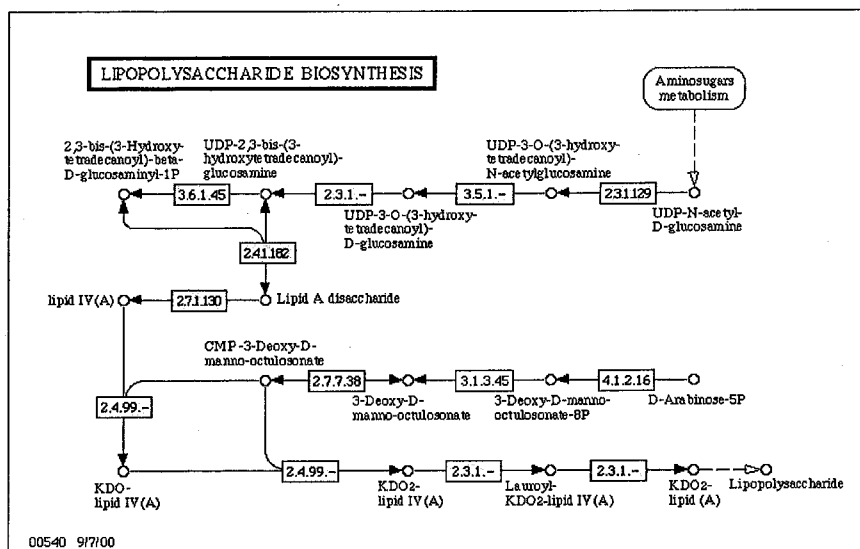 LIPOPOLYSACCHARIDE BIOSYNTHESIS
Aminosugars
metabolism
2,3-bis-(3-Hydroxy-
tetradecanoyl)-beta-
D-glucosaminyl-1P
UDP-2,3-bis-(3-
hydroxytetradecanoyl)-
glucosamine
UDP-3-O-(3-hydroxy-
tetradecanoyl)-
N-acetylglucosamine
3.6.1.45
2.3.1.-
3.5.1.-
2.3.1.129
UDP-3-O-(3-hydroxy-
tetradecanoyl)-
D-glucosamine
UDP-N-acetyl-
D-glucosamine
2.4.1.182
lipid IV(A)
2.7.1.130
Lipid A disaccharide
CMP-3-Deoxy-D-
manno-octulosonate
2.7.7.38
3.1.3.45
4.1.2.16
3-Deoxy-D-
manno-octulosonate
3-Deoxy-D-manno-
octulosonate-8P
D-Arabinose-5P
2.4.99.-
2.4.99.-
2.3.1.-
2.3.1.-
KDO-
lipid IV(A)
KDO2-
lipid IV(A)
Lauroyl-
KDO2-lipid IV(A)
KDO2-
lipid (A)
Lipopolysaccharide
00540 9/7/00